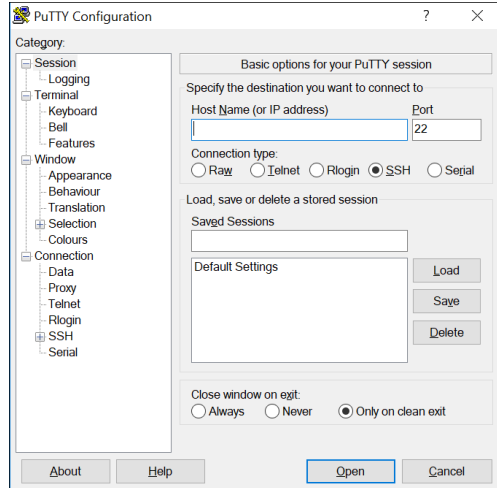 PuTTY Configuration
?
Category:
Session
Logging
Terminal
Keyboard
Bell
Features
Window
Appearance
Behaviour
Translation
Selection
Colours
Connection
Data
Proxy
Telnet
Rlogin
SSH
Serial
Basic options for your PuTTY session
Specify the destination you want to connect to
Host Name (or IP address) Port
22
Connection type:
Raw Telnet Rlogin SSH Serial
Load, save or delete a stored session
Saved Sessions
Default Settings
Load
Save
Delete
Close window on exit:
Always Never Only on clean exit
About Help Open Cancel